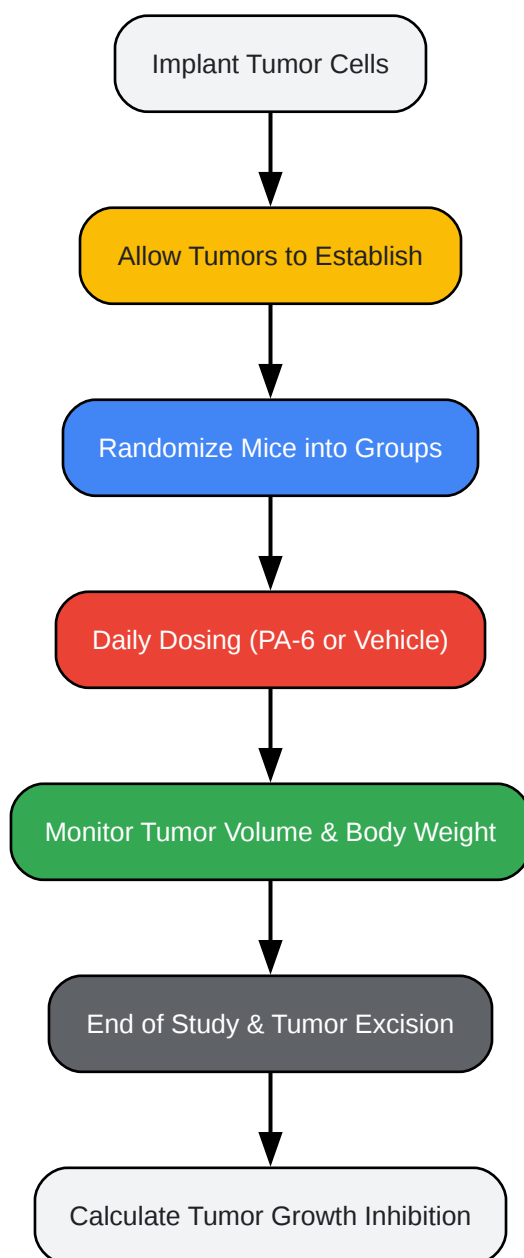 Implant Tumor Cells
Allow Tumors to Establish
Randomize Mice into Groups
Daily Dosing (PA-6 or Vehicle)
Monitor Tumor Volume & Body Weight
End of Study & Tumor Excision
Calculate Tumor Growth Inhibition